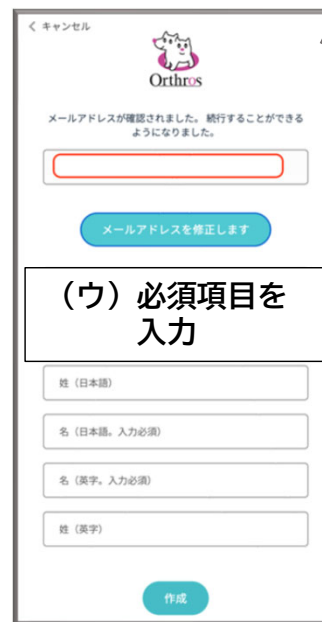 < キャンセル
Orthros
メールアドレスが確認されました。 続行することができる
ようになりました。
メールアドレスを修正します
（ウ）必須項目を
入力
姓（日本語）
名（日本語。入力必須）
名（英字。入力必須）
姓（英字）
作成